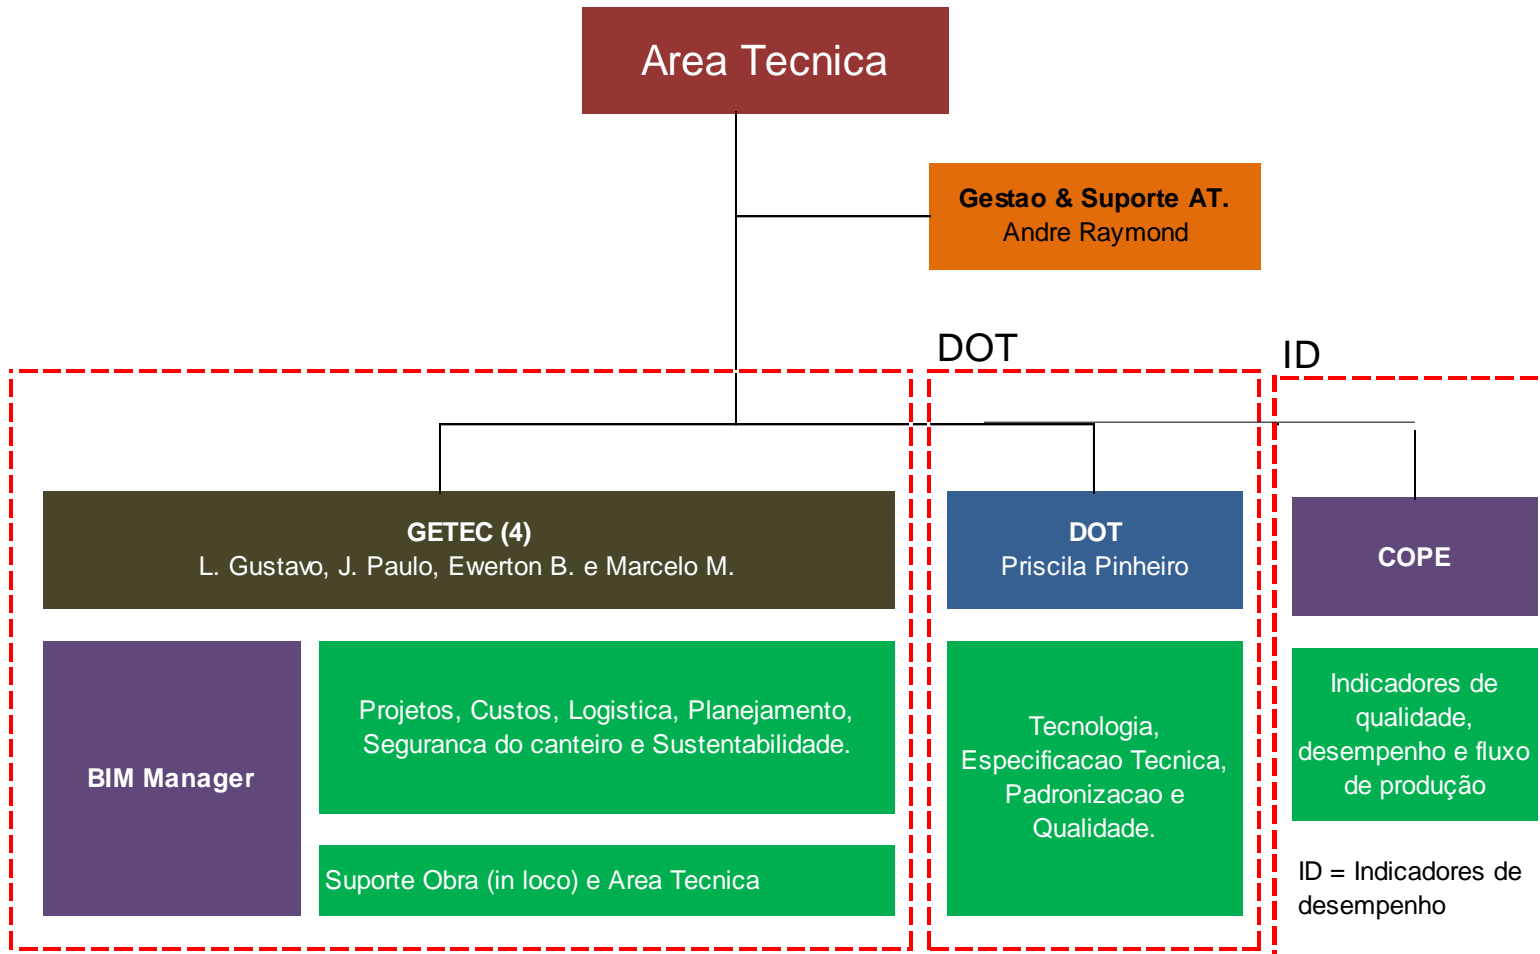 Area Tecnica
Gestao & Suporte AT.
Andre Raymond
DOT
ID
GETEC (4)
L. Gustavo, J. Paulo, Ewerton B. e Marcelo M.
DOT
Priscila Pinheiro
COPE
BIM Manager
Projetos, Custos, Logistica, Planejamento,
Seguranca do canteiro e Sustentabilidade.
Suporte Obra (in loco) e Area Tecnica
Tecnologia,
Especificacao Tecnica,
Padronizacao e
Qualidade.
Indicadores de
qualidade,
desempenho e fluxo
de produção
ID = Indicadores de
desempenho